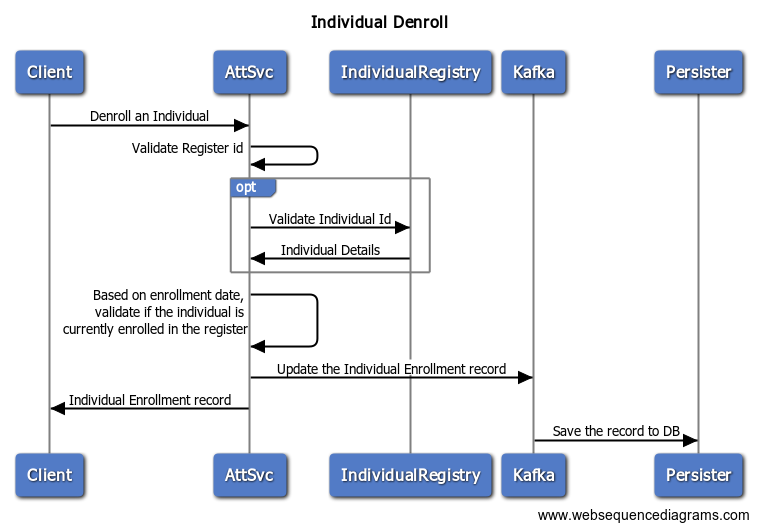 Individual Denroll
Client
AttSvc
IndividualRegistry
Kafka
Persister
Denroll an Individual
Validate Register id
opt
Validate Individual Id
Individual Details
Based on enrollment date,
validate if the individual is
currently enrolled in the register
Update the Individual Enrollment record
Individual Enrollment record
Save the record to DB
Client
AttSvc
IndividualRegistry
Kafka
Persister
www.websequencediagrams.com